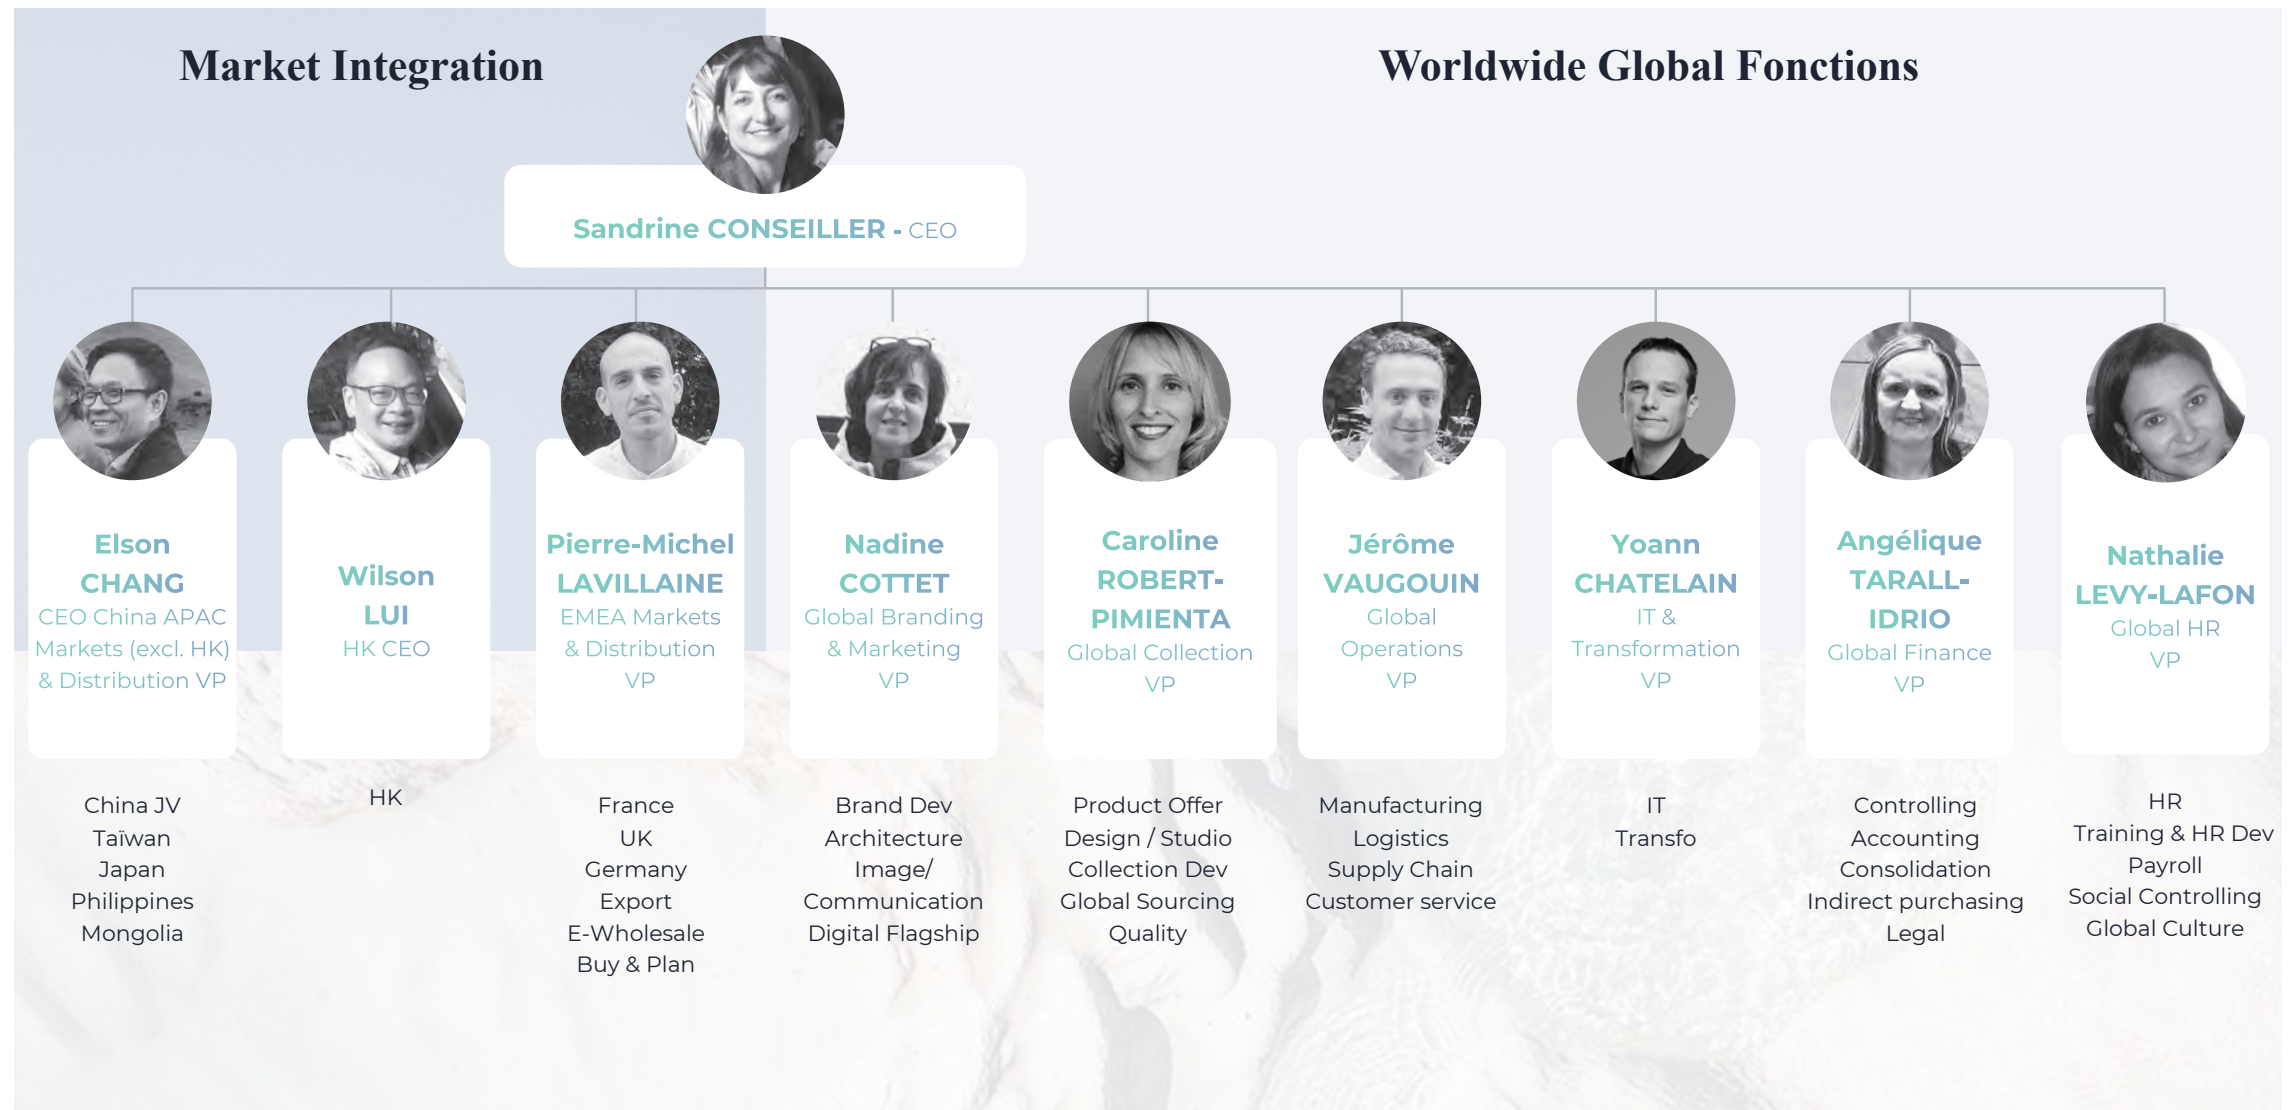 Market Integration
Worldwide Global Fonctions
Sandrine CONSEILLER - CEO
Elson
CHANG
CEO China APAC
Markets (excl. HK)
& Distribution VP
China JV
Taïwan
Japan
Philippines
Mongolia
Wilson
LUI
HK CEO
HK
Pierre-Michel
LAVILLAINE
EMEA Markets
& Distribution
VP
France
UK
Germany
Export
E-Wholesale
Buy & Plan
Nadine
COTTET
Global Branding
& Marketing
VP
Brand Dev
Architecture
Image/
Communication
Digital Flagship
Caroline
ROBERT-
PIMIENTA
Global Collection
VP
Product Offer
Design / Studio
Collection Dev
Global Sourcing
Quality
Jérôme
VAUGOUIN
Global
Operations
VP
Manufacturing
Logistics
Supply Chain
Customer service
Yoann
CHATELAIN
IT &
Transformation
VP
IT
Transfo
Angélique
TARALL-
IDRIO
Global Finance
VP
Controlling
Accounting
Consolidation
Indirect purchasing
Legal
Nathalie
LEVY-LAFON
Global HR
VP
HR
Training & HR Dev
Payroll
Social Controlling
Global Culture